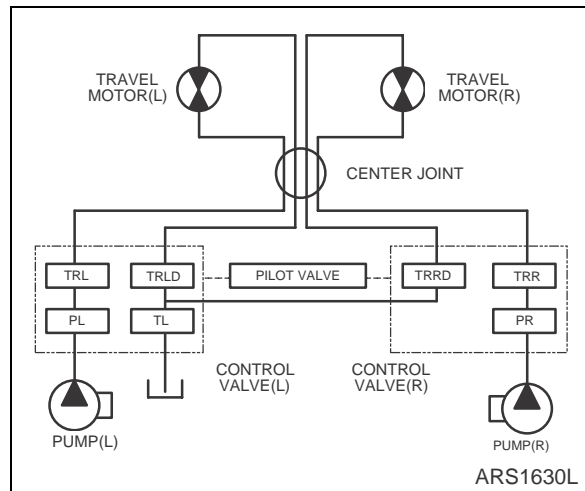 TRAVEL
MOTOR(L)
TRAVEL
MOTOR(R)
CENTER JOINT
TRL
TRLD
PILOT VALVE
TRRD
TRR
PL
TL
PR
CONTROL
VALVE(L)
CONTROL
VALVE(R)
PUMP(L)
PUMP(R)
ARS1630L